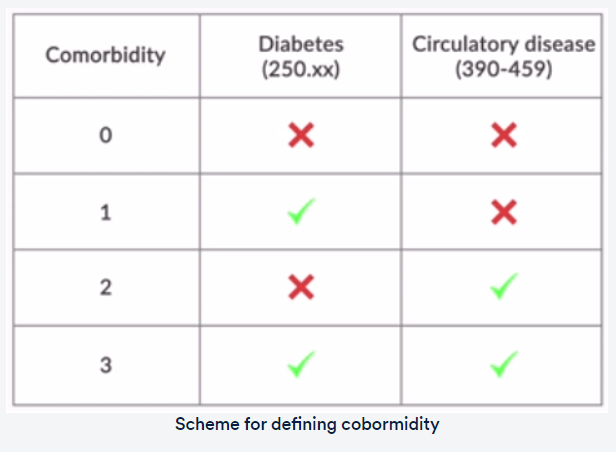 Comorbidity
Diabetes
(250.xx)
Circulatory disease
(390-459)
0
1
2
3
Scheme for defining cobormidity